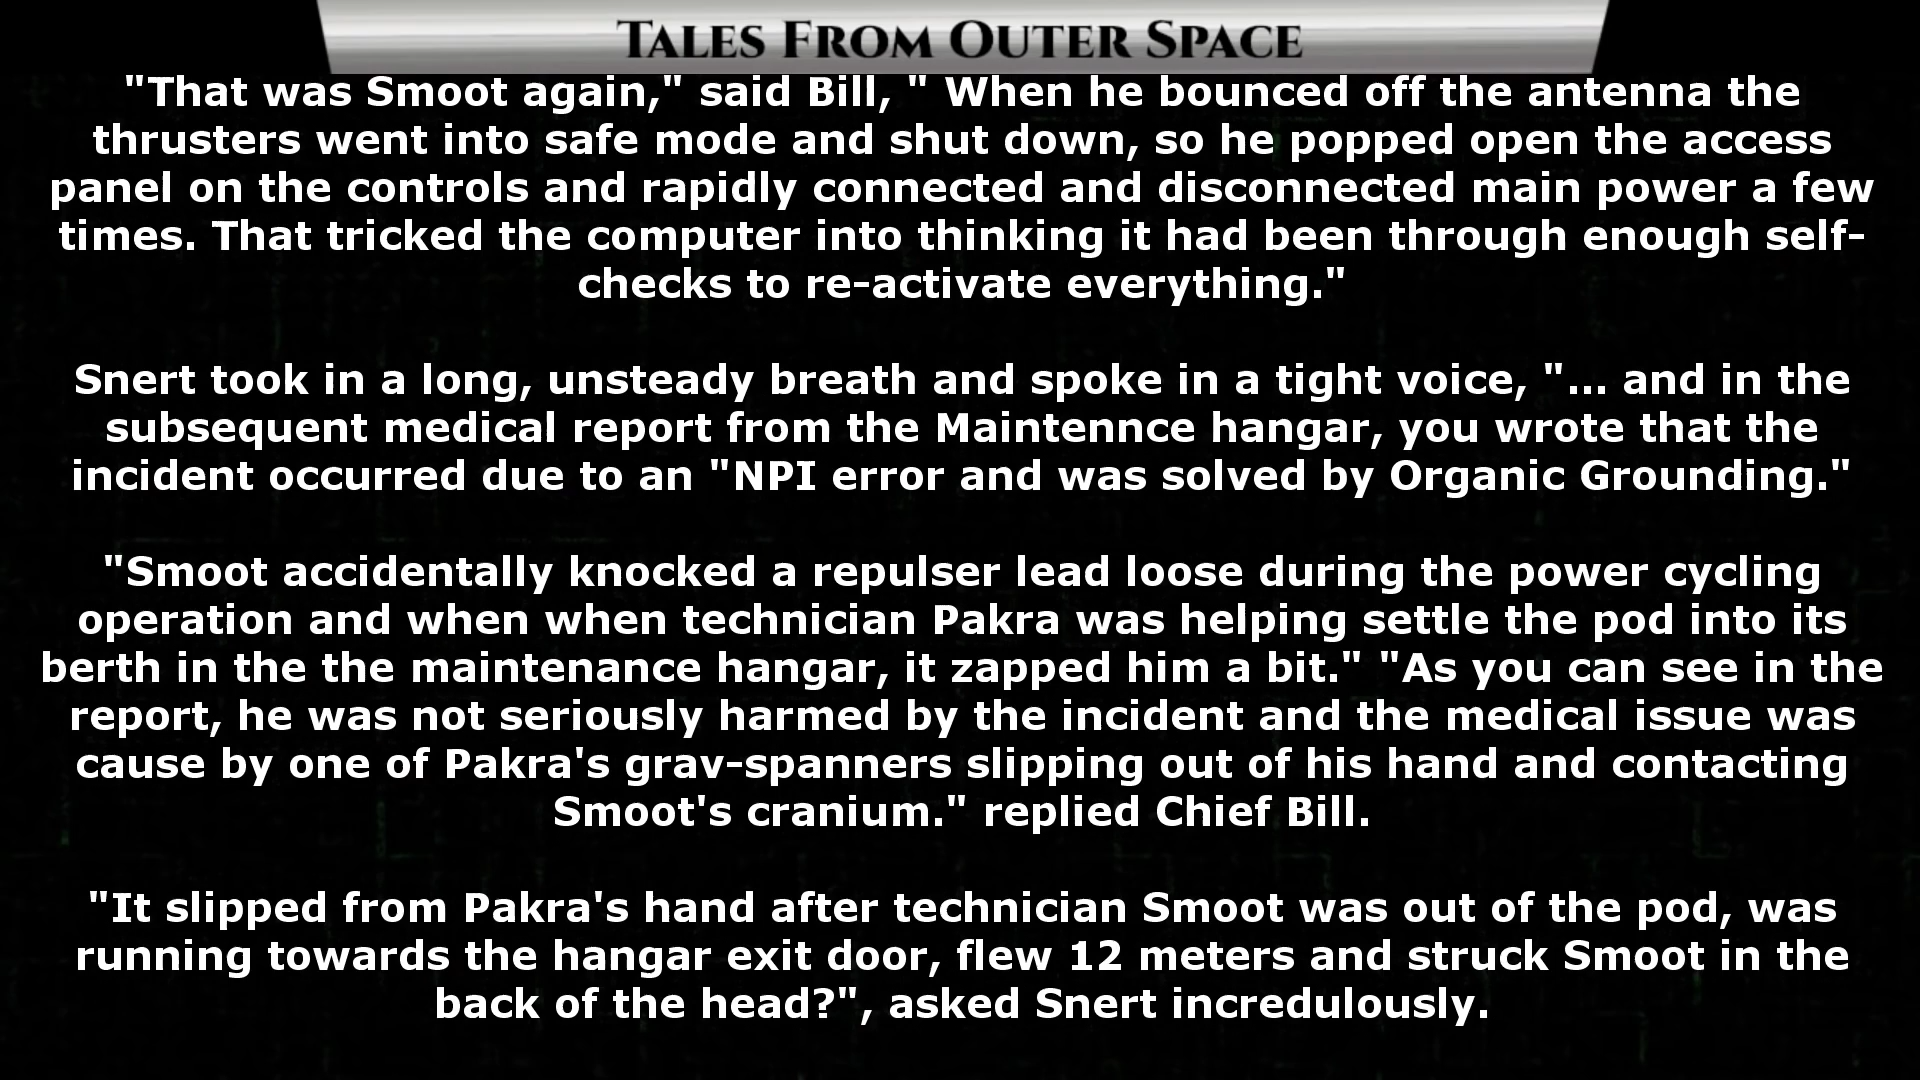 Tales From Outer Space
"That was Smoot again," said Bill, " When he bounced off the antenna the
thrusters went into safe mode and shut down, so he popped open the access
panel on the controls and rapidly connected and disconnected main power a few
times. That tricked the computer into thinking it had been through enough self-
checks to re-activate everything."
Snert took in a long, unsteady breath and spoke in a tight voice, "... and in the
subsequent medical report from the Maintennce hangar, you wrote that the
incident occurred due to an "NPI error and was solved by Organic Grounding."
"Smoot accidentally knocked a repulser lead loose during the power cycling
operation and when when technician Pakra was helping settle the pod into its
berth in the the maintenance hangar, it zapped him a bit." "As you can see in the
report, he was not seriously harmed by the incident and the medical issue was
cause by one of Pakra's grav-spanners slipping out of his hand and contacting
Smoot's cranium." replied Chief Bill.
"It slipped from Pakra's hand after technician Smoot was out of the pod, was
running towards the hangar exit door, flew 12 meters and struck Smoot in the
back of the head?", asked Snert incredulously.